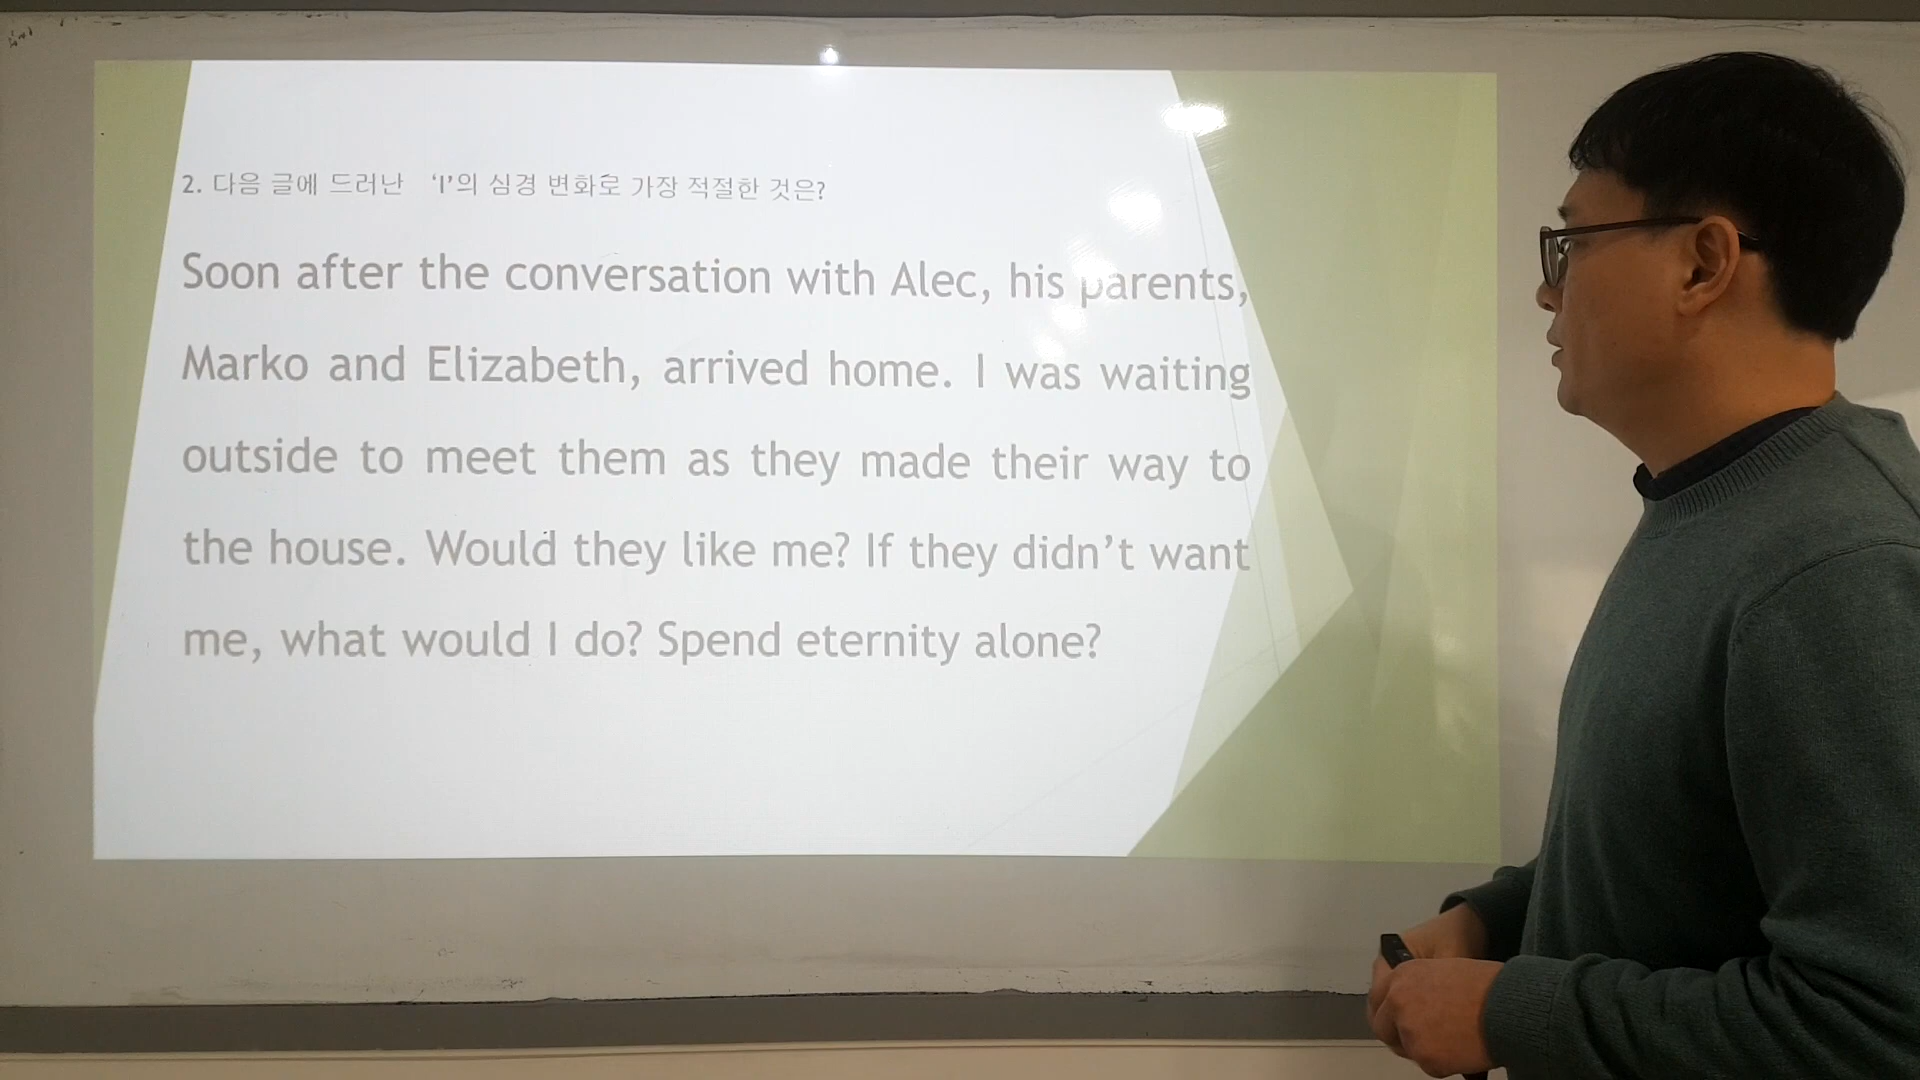 2. 다음 글에 드러난 ‘I’의 심경 변화로 가장 적절한 것은?
Soon after the conversation with Alec, his parents,
Marko and Elizabeth, arrived home. I was waiting
outside to meet them as they made their way to
the house. Would they like me? If they didn’t want
me, what would I do? Spend eternity alone?